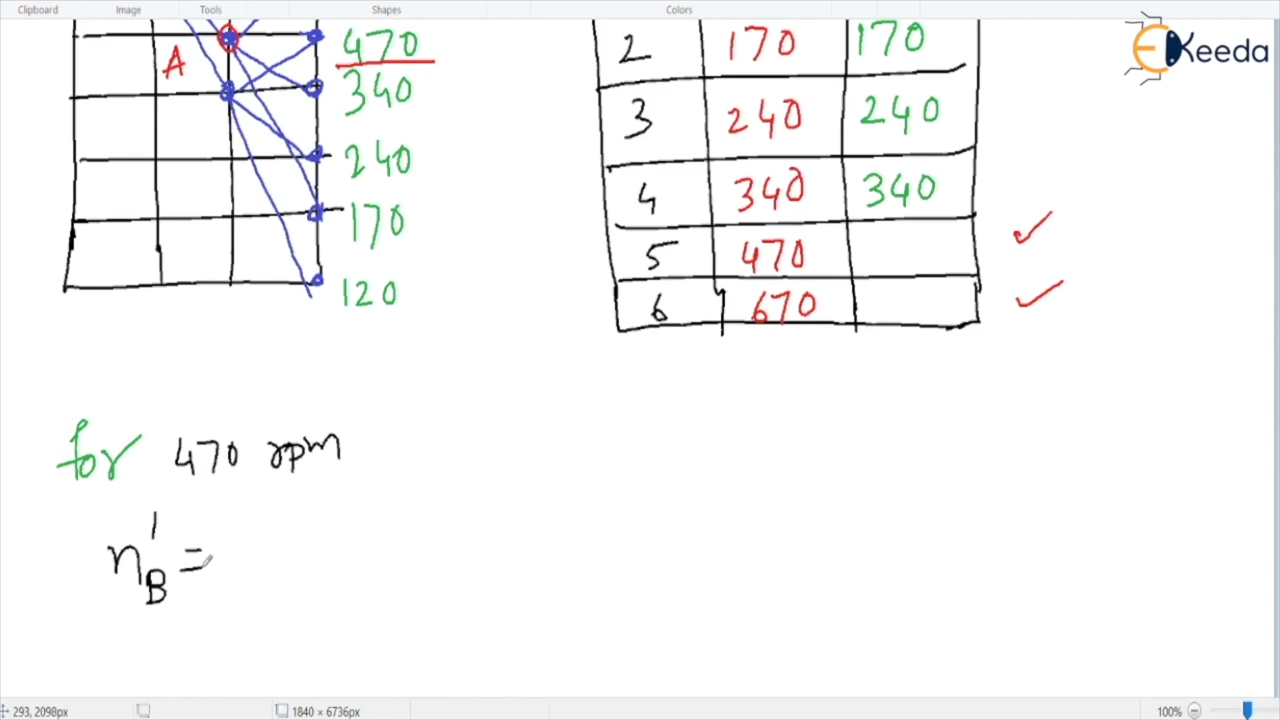 Clipboard Image Tools Shapes Colors
A
470
340
240
170
120
2 170 170
3 240 240
4 340 340
5 470
6 670
EKeeda
for 470 rpm
n'B =
293, 2098px 1840 × 6736px 100%